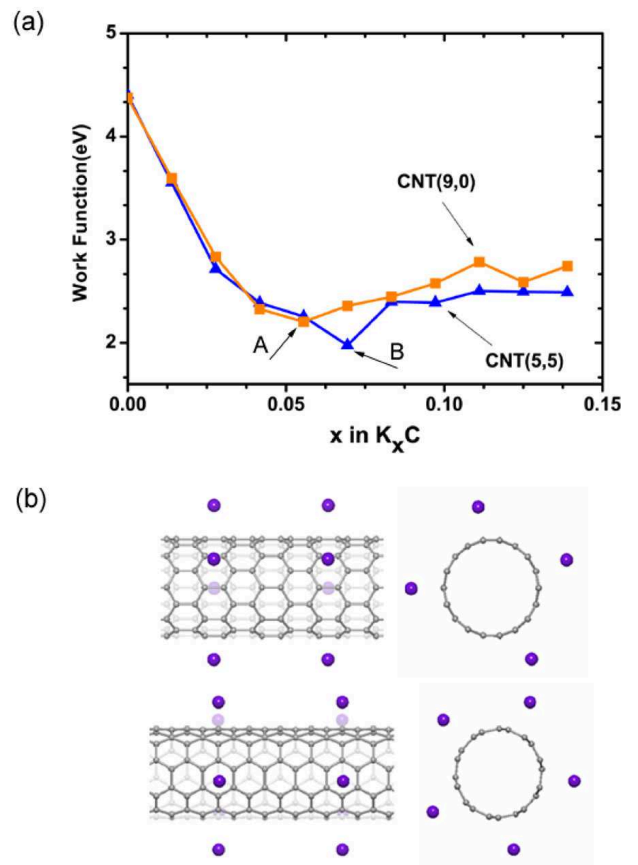 (a)
5
4
3
2
Work Function(eV)
CNT(9,0)
A
B
CNT(5,5)
0.00
0.05
0.10
0.15
x in KxC
(b)